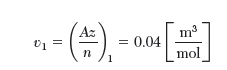 v₁ = (Az/n)₁ = 0.04 [m³/mol]